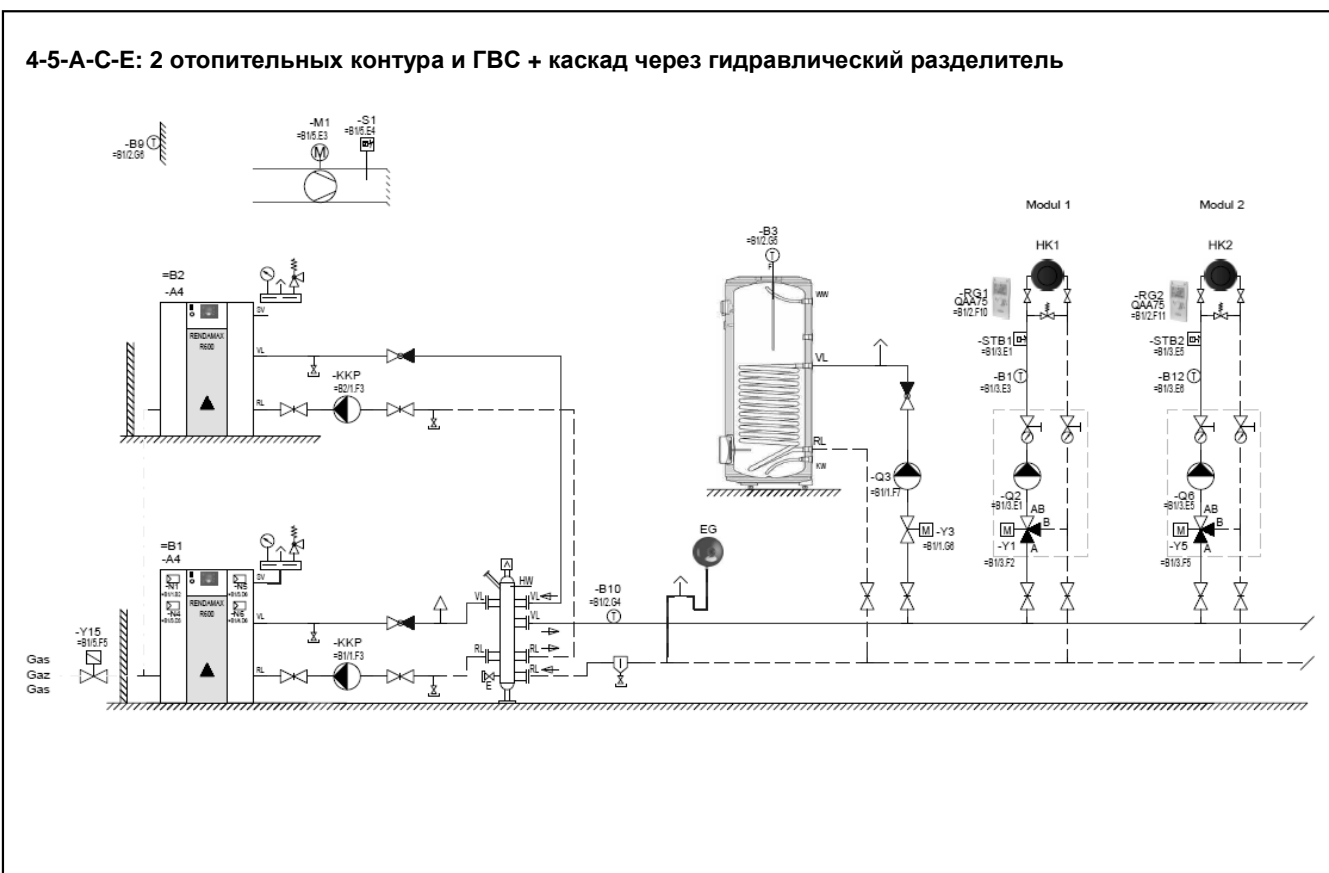 4-5-A-C-E: 2 отопительных контура и ГВС + каскад через гидравлический разделитель
-B9
T
=B1/2.G6
-M1
=B1/5.E3
M
-S1
=B1/5.E4
=B2
-A4
SV
RENDAMAX
R600
VL
RL
-KKP
=B2/1.F3
=B1
-A4
-N1
=B1/1.D2
-N5
-N4
-N6
SV
RENDAMAX
R600
VL
RL
-KKP
=B1/1.F3
-Y15
=B1/5.F5
Gas
Gaz
Gas
A
HW
VL
VL
VL
RL
RL
RL
E
-B10
=B1/2.G4
T
EG
-B3
=B1/2.G5
T
F
WW
VL
RL
KW
-Q3
=B1/1.F7
M
-Y3
=B1/1.G6
Modul 1
HK1
-RG1
QAA75
=B1/2.F10
-STB1
=B1/3.E1
-B1
T
=B1/3.E3
-Q2
=B1/3.E1
AB
B
M
-Y1
A
=B1/3.F2
Modul 2
HK2
-RG2
QAA75
=B1/2.F11
-STB2
=B1/3.E5
-B12
T
=B1/3.E6
-Q6
=B1/3.E5
AB
B
M
-Y5
A
=B1/3.F5